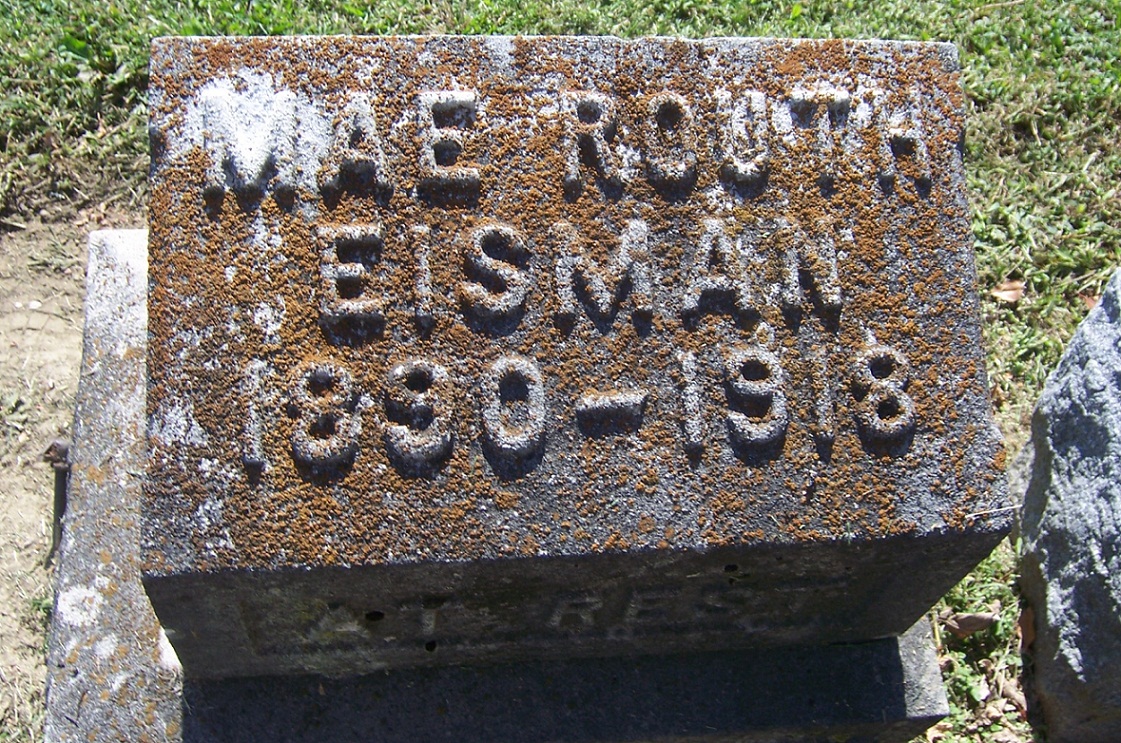 MAE ROUTH
EISMAN
1890-1918
AT REST